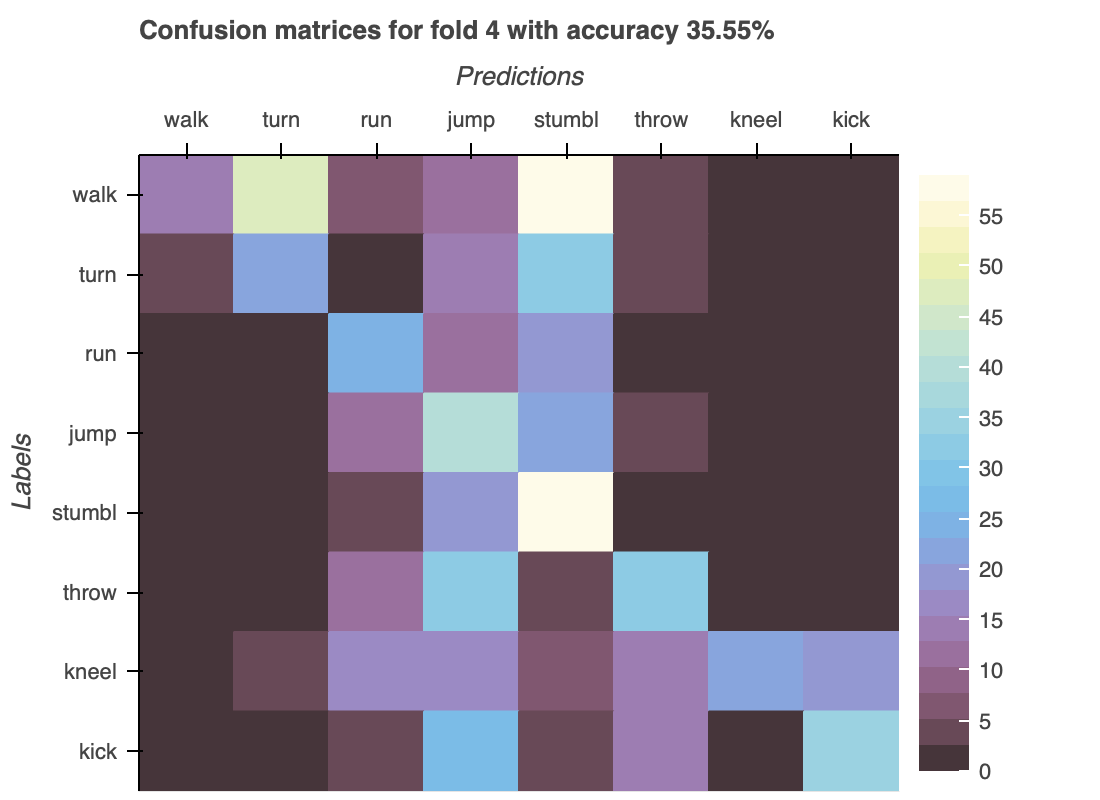 Confusion matrices for fold 4 with accuracy 35.55%
Predictions
walk turn run jump stumbl throw kneel kick
walk
turn
run
jump
stumbl
throw
kneel
kick
Labels
55
50
45
40
35
30
25
20
15
10
5
0